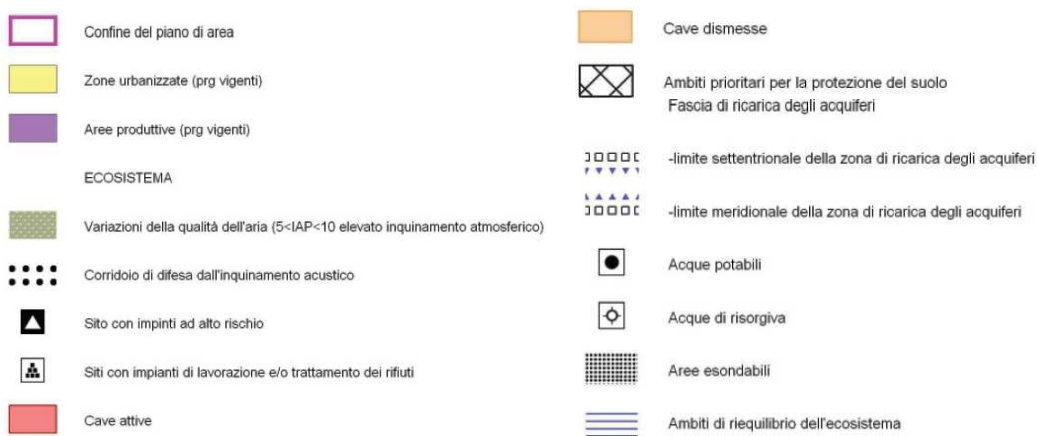 Confine del piano di area
Zone urbanizzate (prg vigenti)
Aree produttive (prg vigenti)
ECOSISTEMA
Variazioni della qualità dell'aria (5<IAP<10 elevato inquinamento atmosferico)
Corridoio di difesa dall'inquinamento acustico
Sito con impinti ad alto rischio
Siti con impianti di lavorazione e/o trattamento dei rifiuti
Cave attive
Cave dismesse
Ambiti prioritari per la protezione del suolo
Fascia di ricarica degli acquiferi
-limite settentrionale della zona di ricarica degli acquiferi
-limite meridionale della zona di ricarica degli acquiferi
Acque potabili
Acque di risorgiva
Aree esondabili
Ambiti di riequilibrio dell'ecosistema